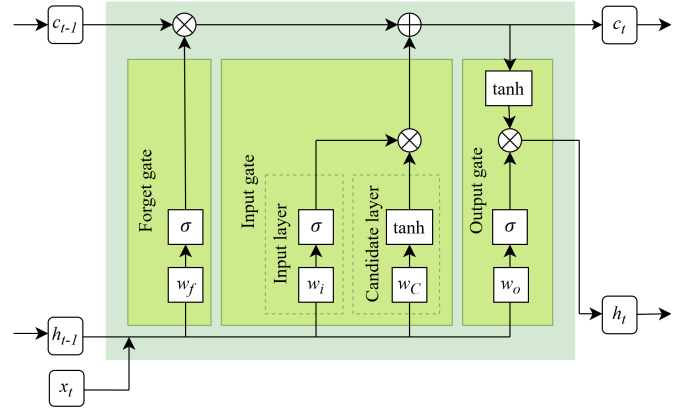 c_{t-1}
c_t
tanh
Forget gate
Input gate
Output gate
Input layer
Candidate layer
σ
σ
tanh
σ
w_f
w_i
w_C
w_o
h_{t-1}
h_t
x_t